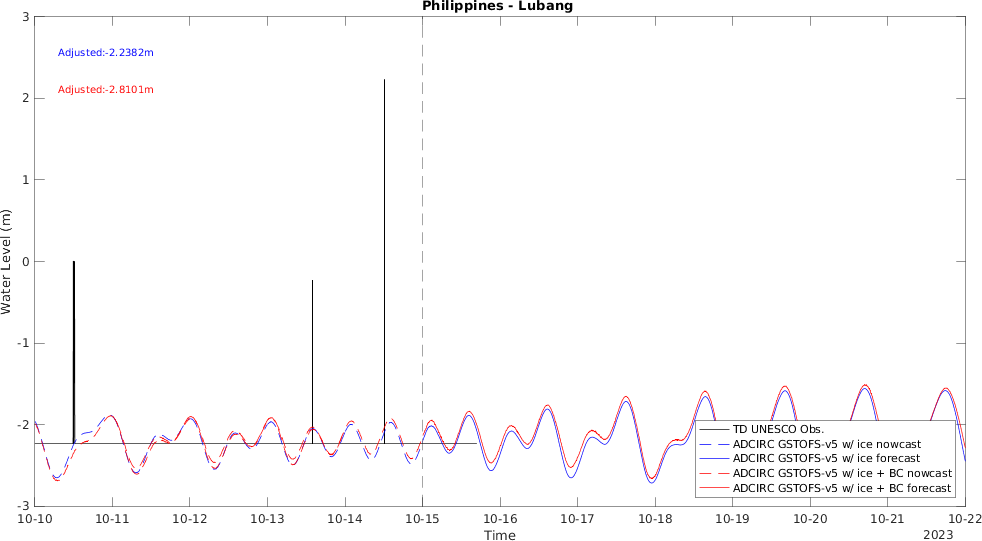 Philippines - Lubang
Adjusted:-2.2382m
Adjusted:-2.8101m
Water Level (m)
3
2
1
0
-1
-2
-3
TD UNESCO Obs.
ADCIRC GSTOFS-v5 w/ ice nowcast
ADCIRC GSTOFS-v5 w/ ice forecast
ADCIRC GSTOFS-v5 w/ ice + BC nowcast
ADCIRC GSTOFS-v5 w/ ice + BC forecast
10-10 10-11 10-12 10-13 10-14 10-15 10-16 10-17 10-18 10-19 10-20 10-21 10-22
Time
2023